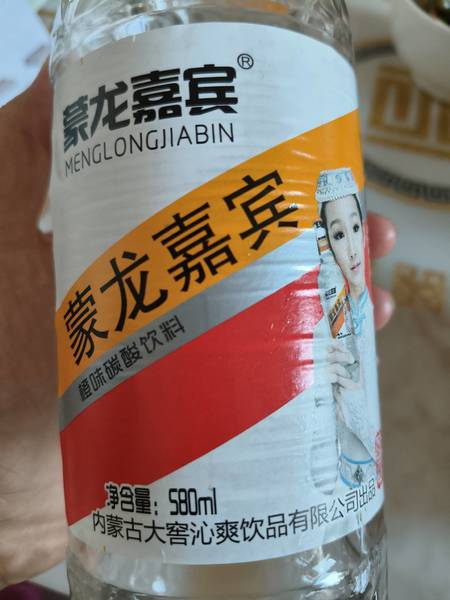 蒙龙嘉宾®
MENGLONGJIABIN
蒙龙嘉宾
橙味碳酸饮料
净含量：580ml
内蒙古大窖沁爽饮品有限公司出品